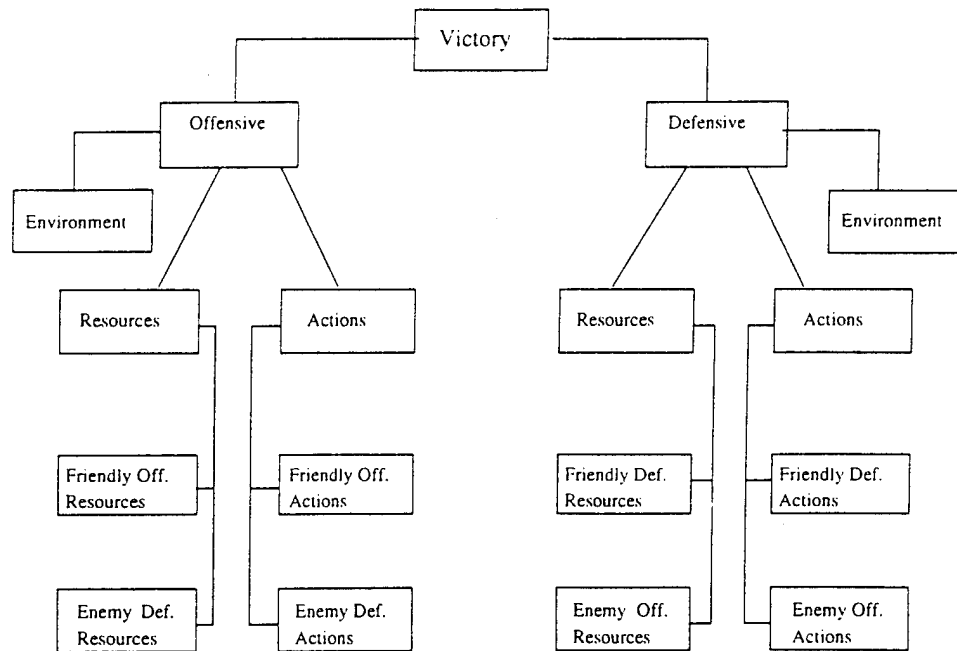 Victory
Offensive
Defensive
Environment
Environment
Resources
Actions
Resources
Actions
Friendly Off.
Resources
Friendly Off.
Actions
Friendly Def.
Resources
Friendly Def.
Actions
Enemy Def.
Resources
Enemy Def.
Actions
Enemy Off.
Resources
Enemy Off.
Actions